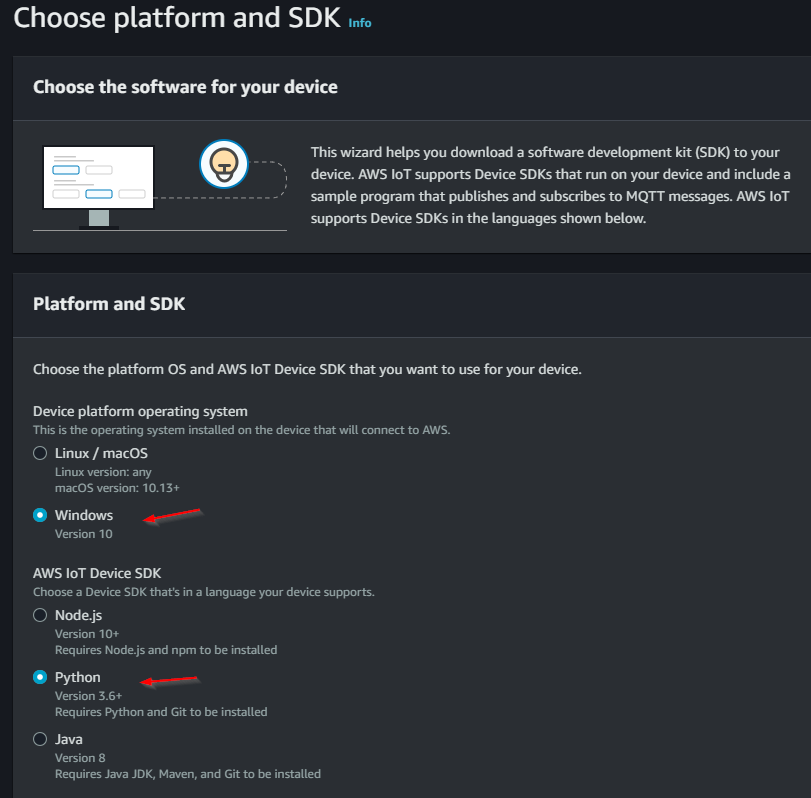 Choose platform and SDK Info
Choose the software for your device
This wizard helps you download a software development kit (SDK) to your
device. AWS IoT supports Device SDKs that run on your device and include a
sample program that publishes and subscribes to MQTT messages. AWS IoT
supports Device SDKs in the languages shown below.
Platform and SDK
Choose the platform OS and AWS IoT Device SDK that you want to use for your device.
Device platform operating system
This is the operating system installed on the device that will connect to AWS.
Linux / macOS
Linux version: any
macOS version: 10.13+
Windows
Version 10
AWS IoT Device SDK
Choose a Device SDK that's in a language your device supports.
Node.js
Version 10+
Requires Node.js and npm to be installed
Python
Version 3.6+
Requires Python and Git to be installed
Java
Version 8
Requires Java JDK, Maven, and Git to be installed